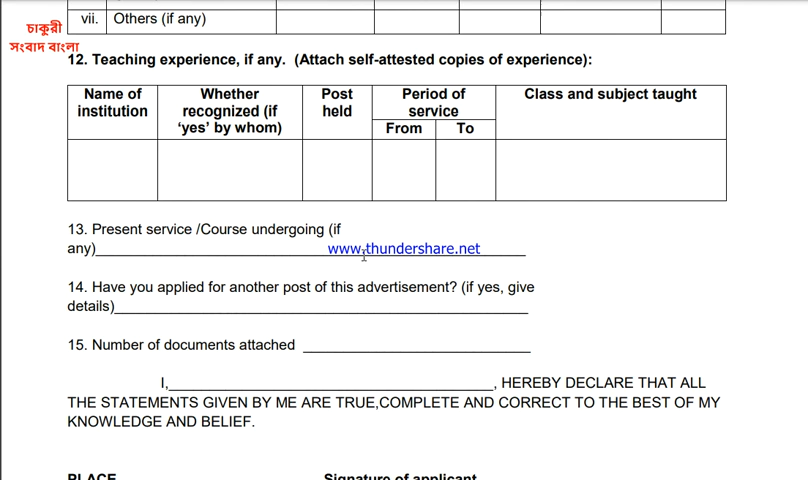 vii. Others (if any)
চাকুরী
সংবাদ বাংলা
12. Teaching experience, if any. (Attach self-attested copies of experience):
Name of institution Whether recognized (if ‘yes’ by whom) Post held Period of service Class and subject taught
From To
13. Present service /Course undergoing (if
any)__________________________________________________
www.thundershare.net
14. Have you applied for another post of this advertisement? (if yes, give
details)__________________________________________________
15. Number of documents attached ____________________________
I,________________________________________, HEREBY DECLARE THAT ALL
THE STATEMENTS GIVEN BY ME ARE TRUE,COMPLETE AND CORRECT TO THE BEST OF MY
KNOWLEDGE AND BELIEF.
PLACE Signature of applicant